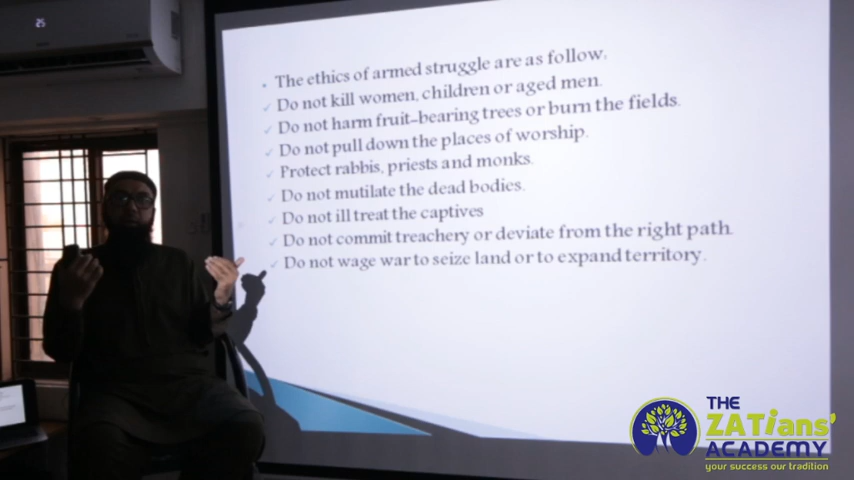 The ethics of armed struggle are as follow,
Do not kill women, children or aged men.
Do not harm fruit-bearing trees or burn the fields.
Do not pull down the places of worship.
Protect rabbis, priests and monks.
Do not mutilate the dead bodies.
Do not ill treat the captives
Do not commit treachery or deviate from the right path.
Do not wage war to seize land or to expand territory.
THE
ZATians'
ACADEMY
your success our tradition